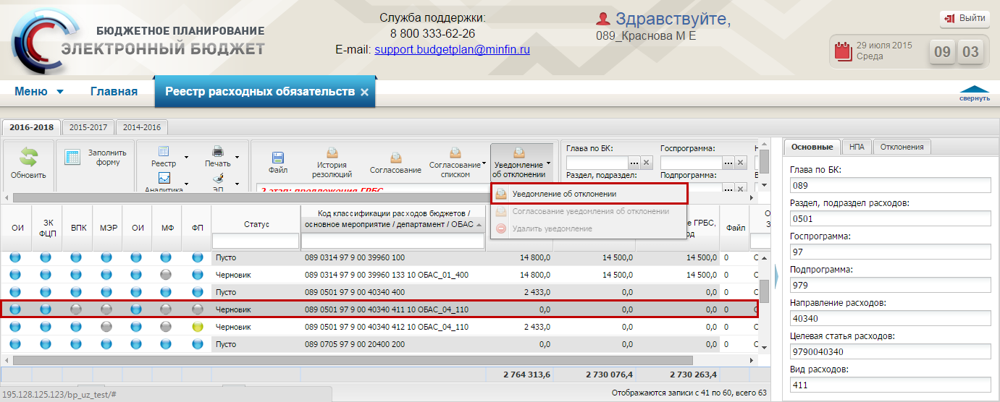 БЮДЖЕТНОЕ ПЛАНИРОВАНИЕ
ЭЛЕКТРОННЫЙ БЮДЖЕТ
Служба поддержки:
8 800 333-62-26
E-mail: support.budgetplan@minfin.ru
Здравствуйте,
089_Краснова М Е
Выйти
29 июля 2015
Среда
09 03
Меню Главная Реестр расходных обязательств
свернуть
2016-2018 2015-2017 2014-2016
Обновить
Заполнить форму
Реестр
Аналитика
Печать
ЭП
Файл
История резолюций
Согласование
Согласование списком
Уведомление об отклонении
2 этап: предложения ГРБС
Глава по БК: Госпрограмма:
Раздел, подраздел: Подпрограмма:
Уведомление об отклонении
Согласование уведомления об отклонении
Удалить уведомление
ОИ ЗК ФЦП ВПК МЭР ОИ МФ ФП Статус Код классификации расходов бюджетов / основное мероприятие / департамент / ОБАС е ГРБС, од Файл
Пусто 089 0314 97 9 00 39960 100 14 800,0 14 500,0 14 500,0 0
Черновик 089 0314 97 9 00 39960 133 10 ОБАС_01_400 14 800,0 14 500,0 14 500,0 0
Пусто 089 0501 97 9 00 40340 400 2 433,0 0,0 0,0 0
Черновик 089 0501 97 9 00 40340 411 10 ОБАС_04_110 0,0 0,0 0,0 0
Черновик 089 0501 97 9 00 40340 412 10 ОБАС_04_110 2 433,0 0,0 0,0 0
Пусто 089 0705 97 9 00 20400 200 0,0 0,0 0,0 0
2 764 313,6 2 730 076,4 2 730 263,4
195.128.125.123/bp_uz_test/#
Отображаются записи с 41 по 60, всего 63
Основные НПА Отклонения
Глава по БК:
089
Раздел, подраздел расходов:
0501
Госпрограмма:
97
Подпрограмма:
979
Направление расходов:
40340
Целевая статья расходов:
9790040340
Вид расходов:
411